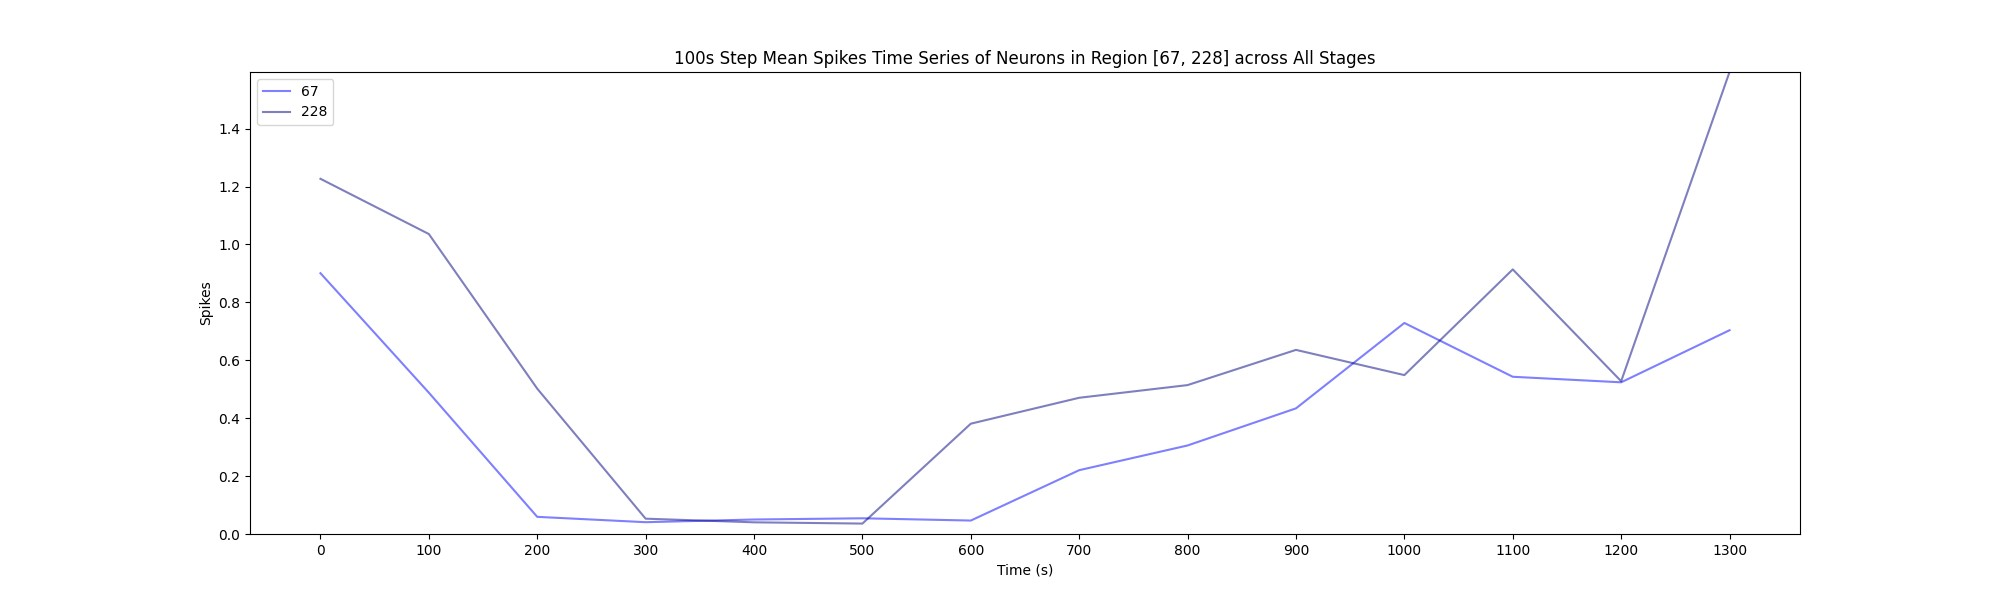 100s Step Mean Spikes Time Series of Neurons in Region [67, 228] across All Stages
67
228
Spikes
1.4
1.2
1.0
0.8
0.6
0.4
0.2
0.0
0 100 200 300 400 500 600 700 800 900 1000 1100 1200 1300
Time (s)